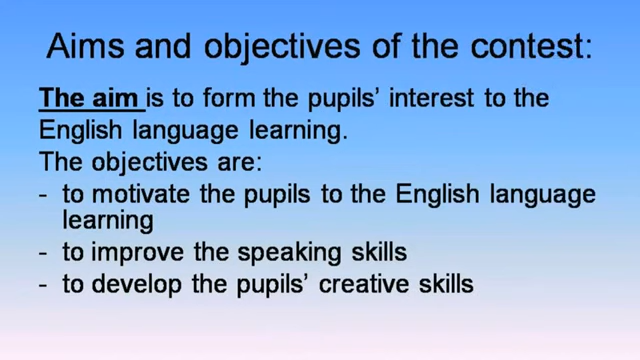 Aims and objectives of the contest:
The aim is to form the pupils’ interest to the
English language learning.
The objectives are:
- to motivate the pupils to the English language
learning
- to improve the speaking skills
- to develop the pupils’ creative skills